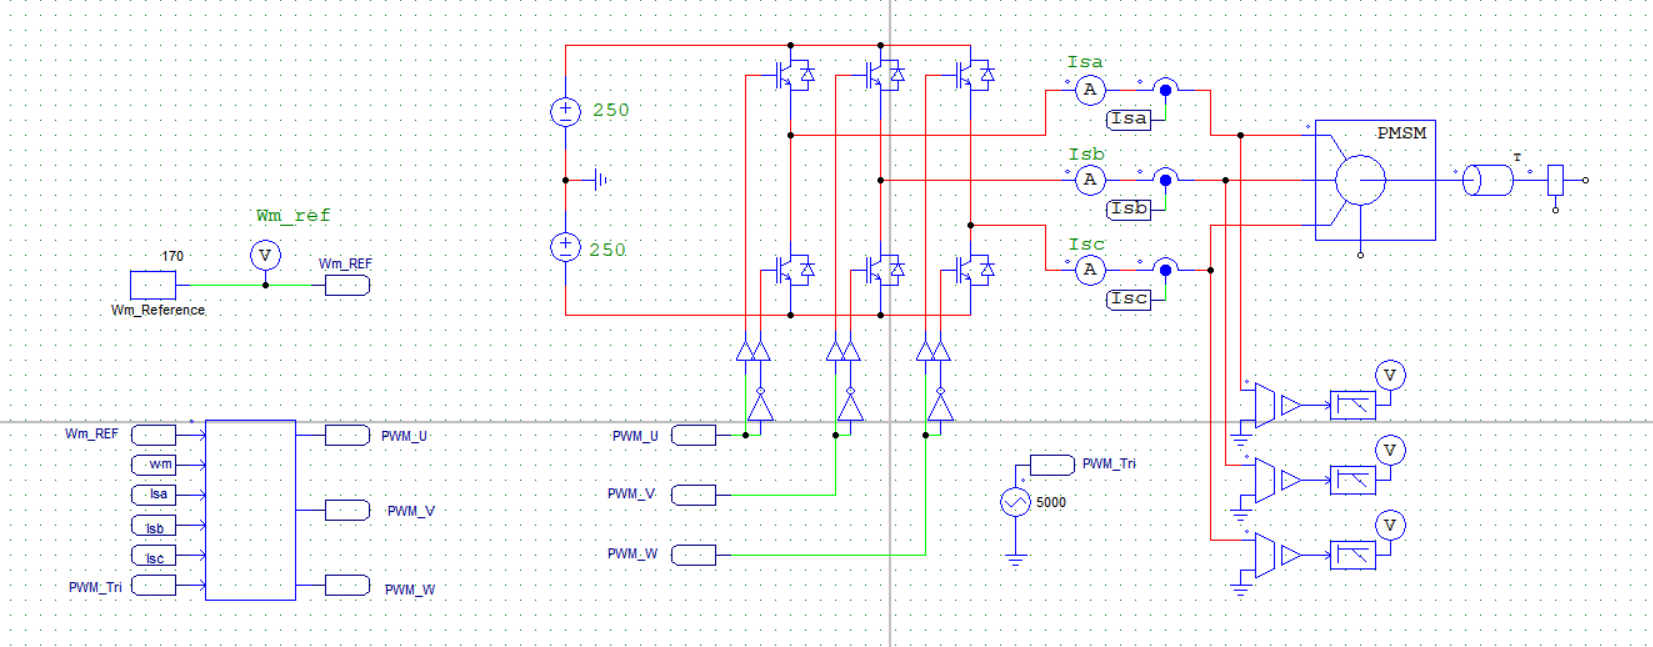 Isa
A
Isa
250
PMSM
T
Isb
A
Isb
Wm_ref
V
170
Wm_REF
Wm_Reference
250
Isc
A
Isc
V
Wm_REF
PWM_U
PWM_U
V
wm
PWM_Tri
Isa
PWM_V
5000
PWM_V
Isb
V
Isc
PWM_W
PWM_Tri
PWM_W